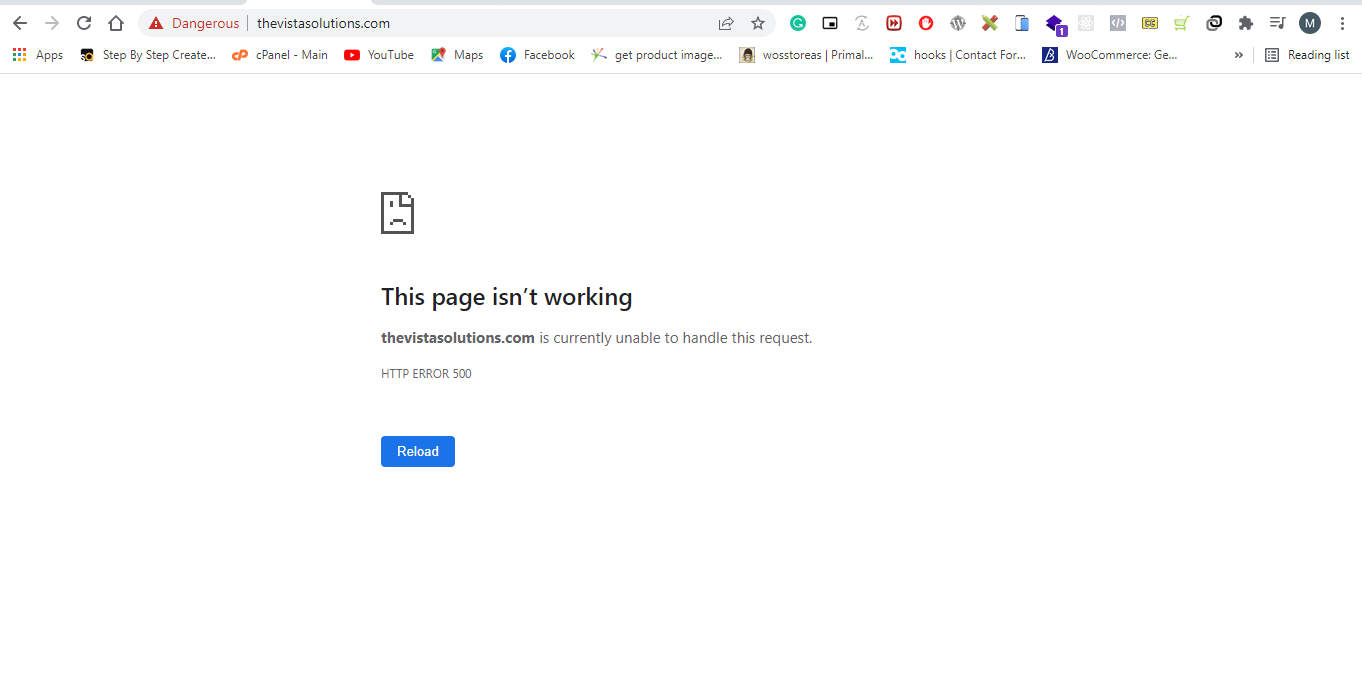 Dangerous thevistasolutions.com
1
M
Apps Step By Step Create... cPanel - Main YouTube Maps Facebook get product image... wosstoreas | Primal... hooks | Contact For... WooCommerce: Ge... » Reading list
This page isn’t working
thevistasolutions.com is currently unable to handle this request.
HTTP ERROR 500
Reload